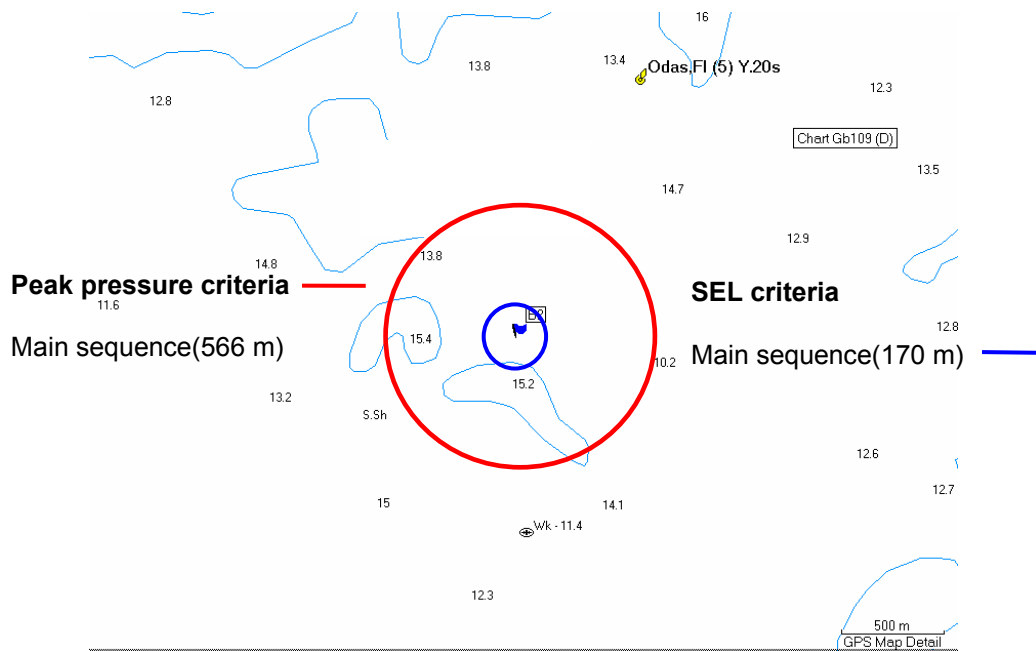 16
13.8
13.4
Odas,Fl (5) Y.20s
12.3
12.8
Chart Gb109 (D)
13.5
14.7
12.9
13.8
14.8
Peak pressure criteria
11.6
SEL criteria
B2
12.8
15.4
Main sequence(566 m)
Main sequence(170 m)
10.2
15.2
13.2
S.Sh
12.6
12.7
15
14.1
Wk - 11.4
12.3
500 m
GPS Map Detail